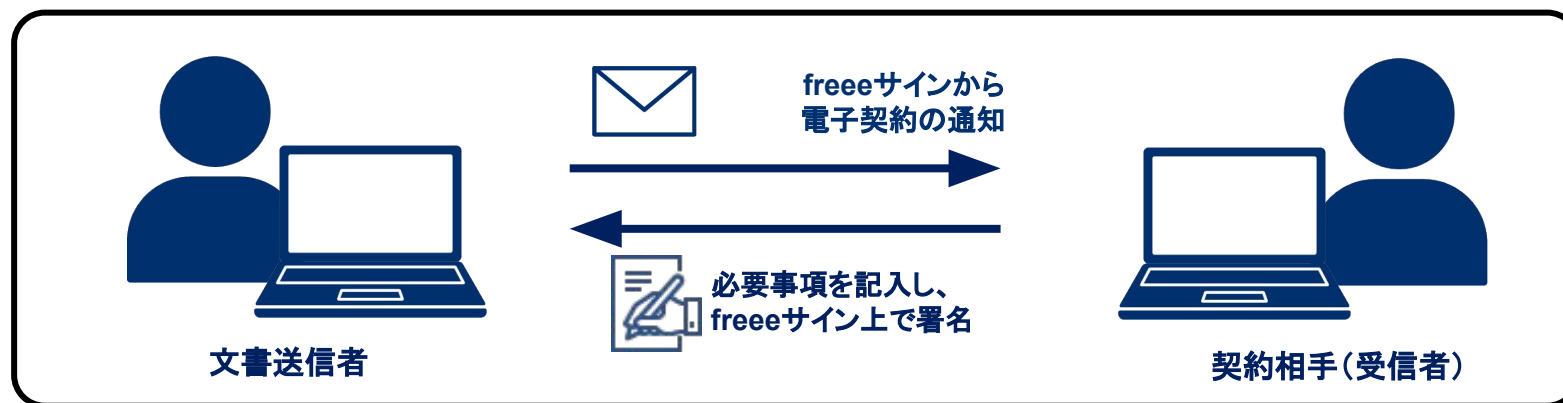 freeeサインから
電子契約の通知
必要事項を記入し、
freeeサイン上で署名
文書送信者
契約相手(受信者)